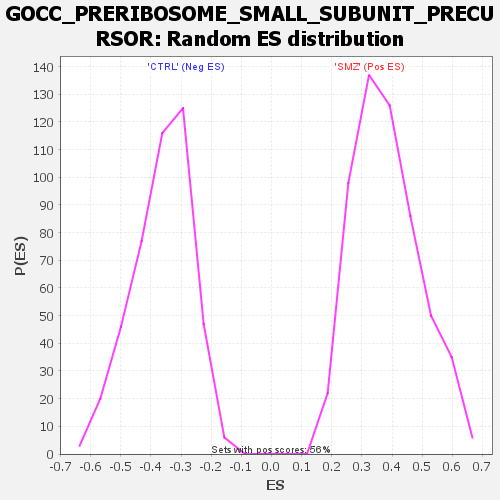 GOCC_PRERIBOSOME_SMALL_SUBUNIT_PRECU
RSOR: Random ES distribution
'CTRL' (Neg ES)
'SMZ' (Pos ES)
140
130
120
110
100
90
80
70
60
50
40
30
20
10
0
P(ES)
Sets with pos scores: 56%
-0.7 -0.6 -0.5 -0.4 -0.3 -0.2 -0.1 0.0 0.1 0.2 0.3 0.4 0.5 0.6 0.7
ES